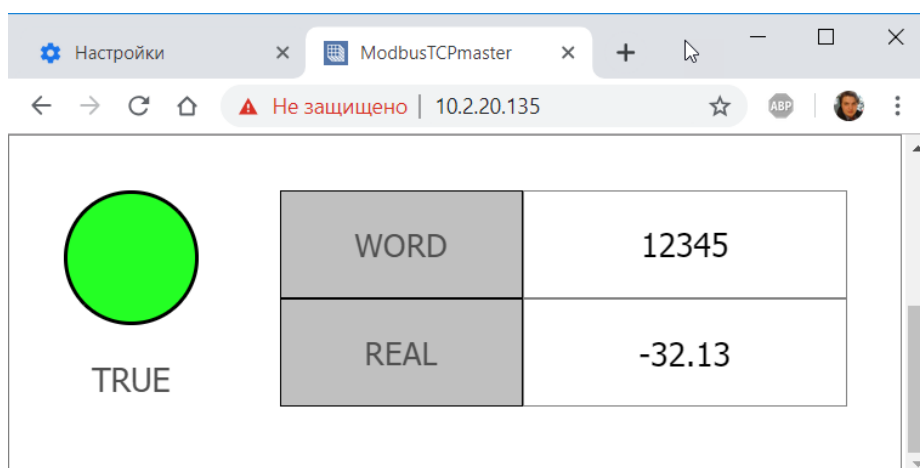 Настройки
ModbusTCPmaster
Не защищено
10.2.20.135
ABP
WORD
12345
REAL
-32.13
TRUE